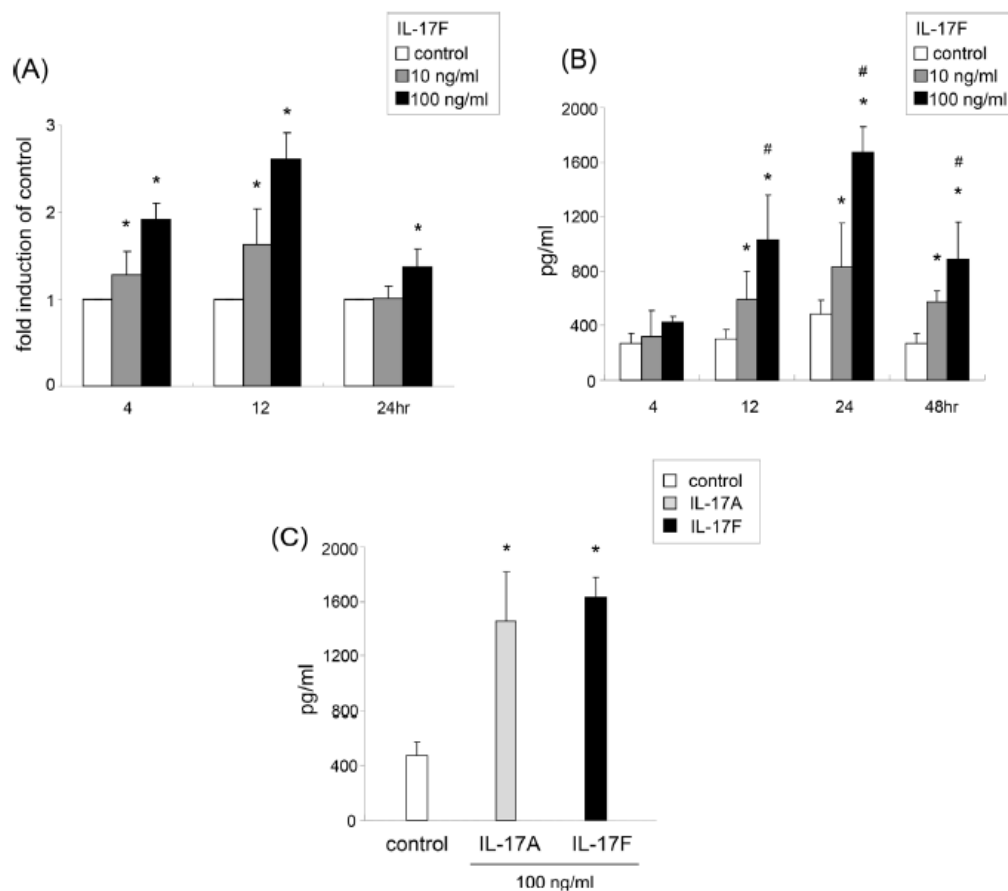 (A)
IL-17F
control
10 ng/ml
100 ng/ml
fold induction of control
3
2
1
0
*
*
*
*
*
4 12 24hr
(B)
IL-17F
control
10 ng/ml
100 ng/ml
pg/ml
2000
1600
1200
800
400
0
#
*
*
#
*
*
#
*
*
4 12 24 48hr
(C)
control
IL-17A
IL-17F
pg/ml
2000
1600
1200
800
400
0
* *
control IL-17A IL-17F
100 ng/ml